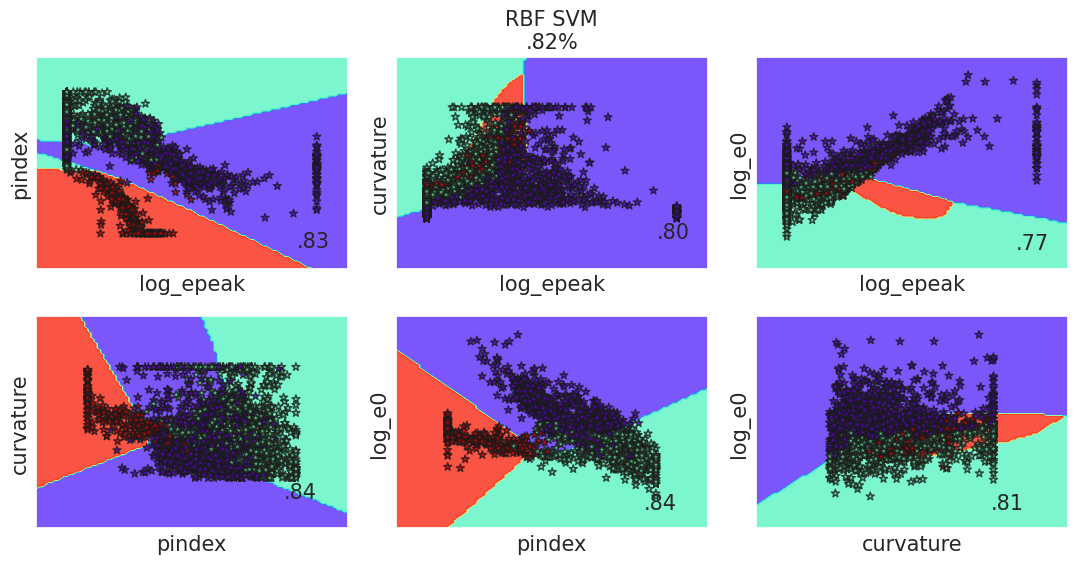 RBF SVM
.82%
pindex
.83
log_epeak
curvature
.80
log_epeak
log_e0
.77
log_epeak
curvature
.84
pindex
log_e0
.84
pindex
log_e0
.81
curvature